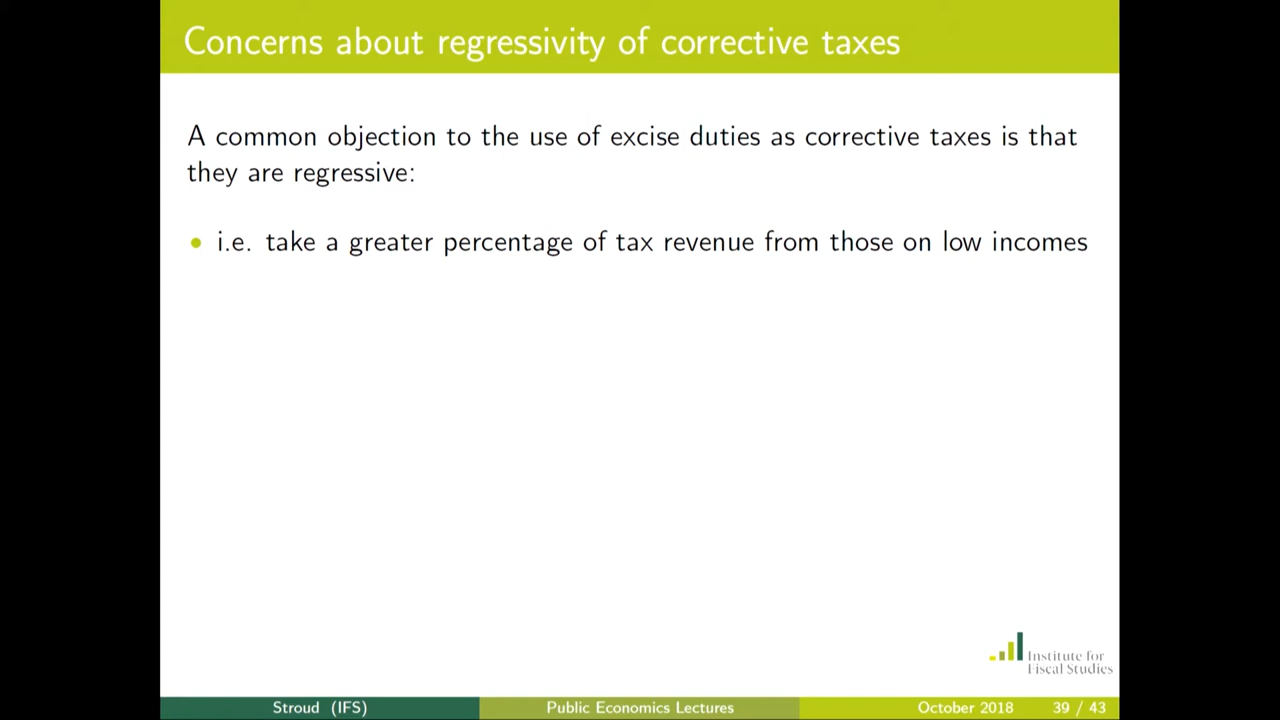 Concerns about regressivity of corrective taxes
A common objection to the use of excise duties as corrective taxes is that
they are regressive:
• i.e. take a greater percentage of tax revenue from those on low incomes
Institute for
Fiscal Studies
Stroud (IFS) Public Economics Lectures October 2018 39 / 43